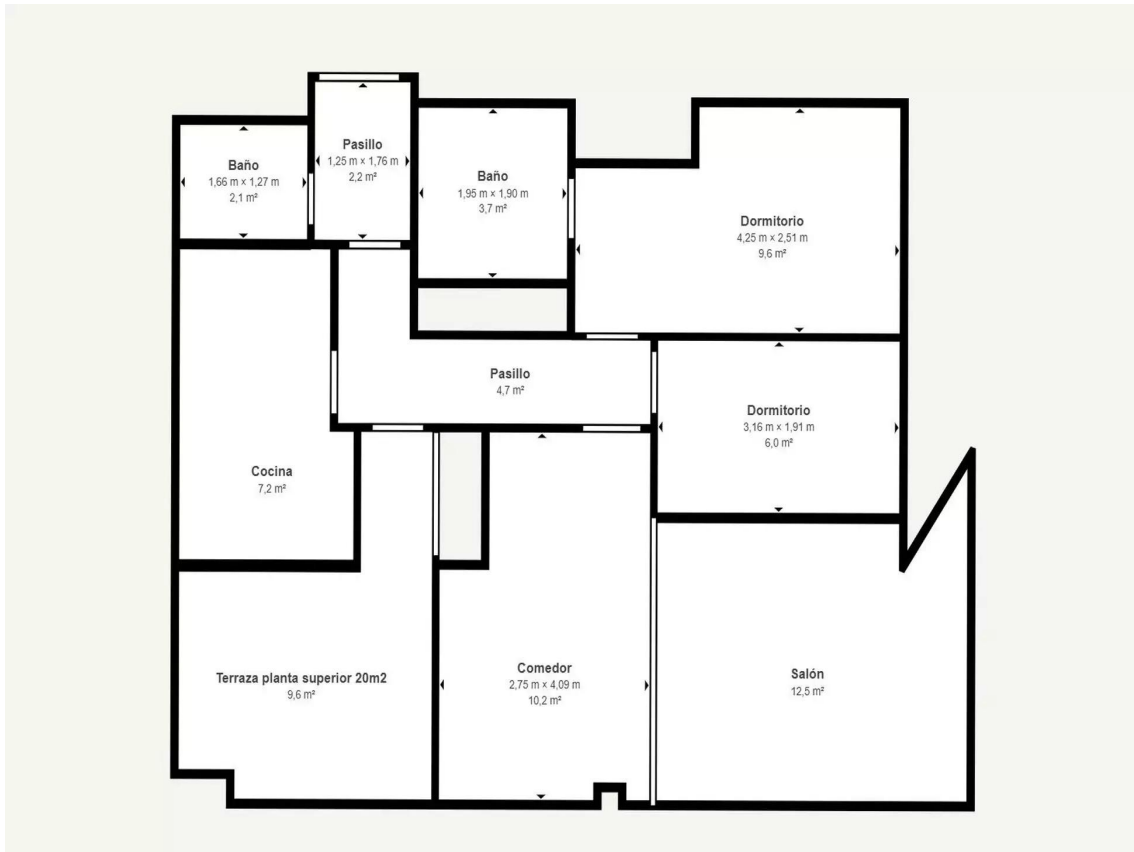 Pasillo
1,25 m × 1,76 m
2,2 m²
Baño
1,66 m × 1,27 m
2,1 m²
Baño
1,95 m × 1,90 m
3,7 m²
Dormitorio
4,25 m × 2,51 m
9,6 m²
Pasillo
4,7 m²
Dormitorio
3,16 m × 1,91 m
6,0 m²
Cocina
7,2 m²
Terraza planta superior 20m2
9,6 m²
Comedor
2,75 m × 4,09 m
10,2 m²
Salón
12,5 m²